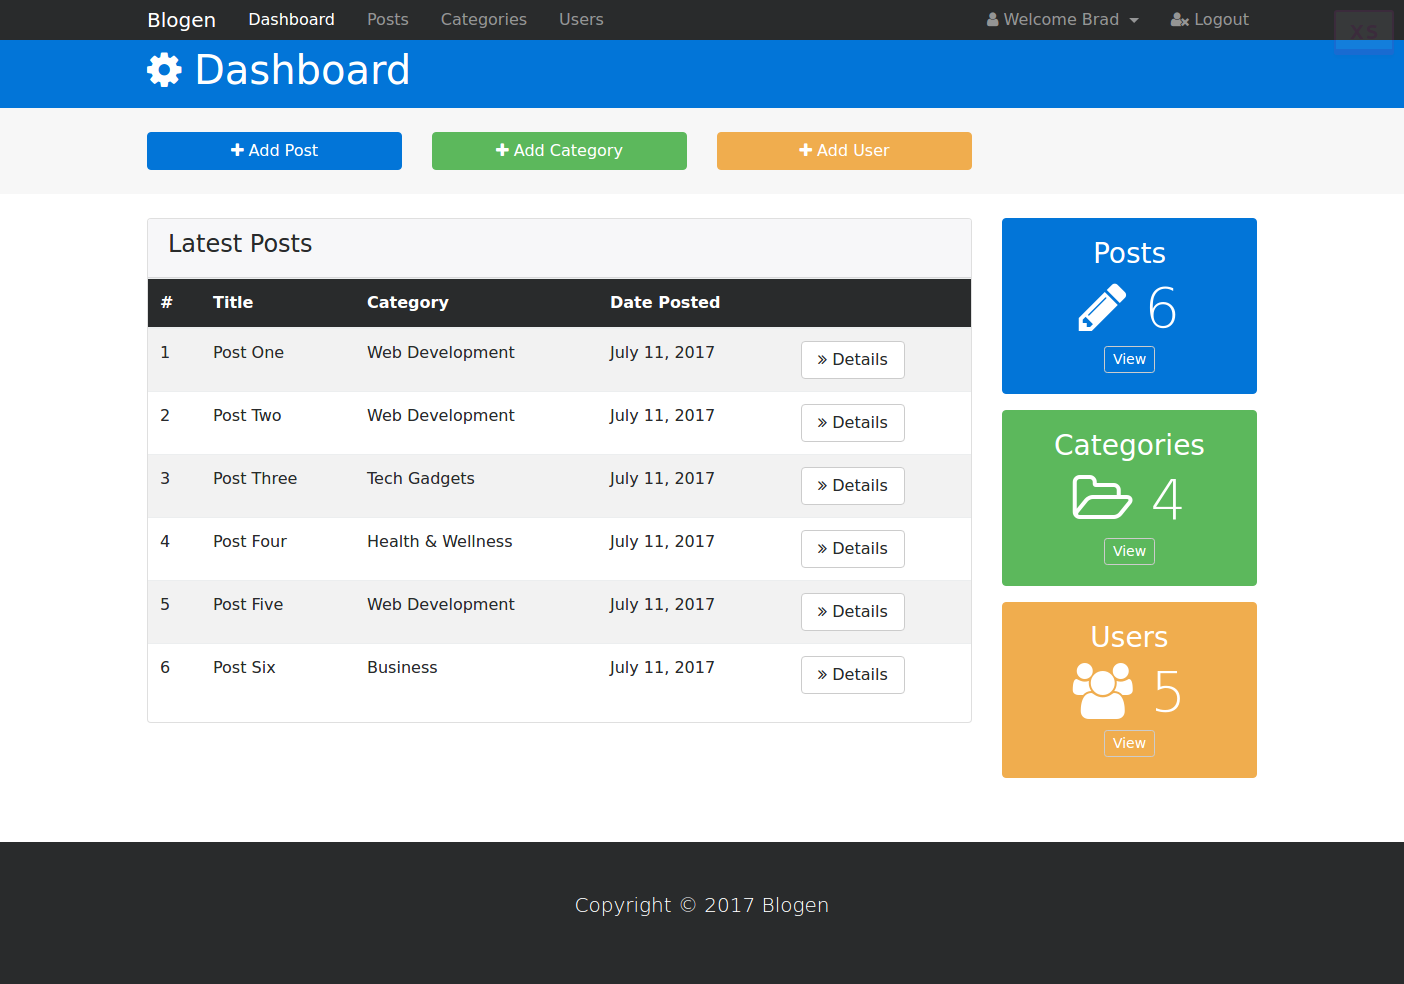 Blogen Dashboard Posts Categories Users Welcome Brad Logout
XS
Dashboard
Add Post Add Category Add User
Latest Posts
# Title Category Date Posted
1 Post One Web Development July 11, 2017 » Details
2 Post Two Web Development July 11, 2017 » Details
3 Post Three Tech Gadgets July 11, 2017 » Details
4 Post Four Health & Wellness July 11, 2017 » Details
5 Post Five Web Development July 11, 2017 » Details
6 Post Six Business July 11, 2017 » Details
Posts
6
View
Categories
4
View
Users
5
View
Copyright © 2017 Blogen